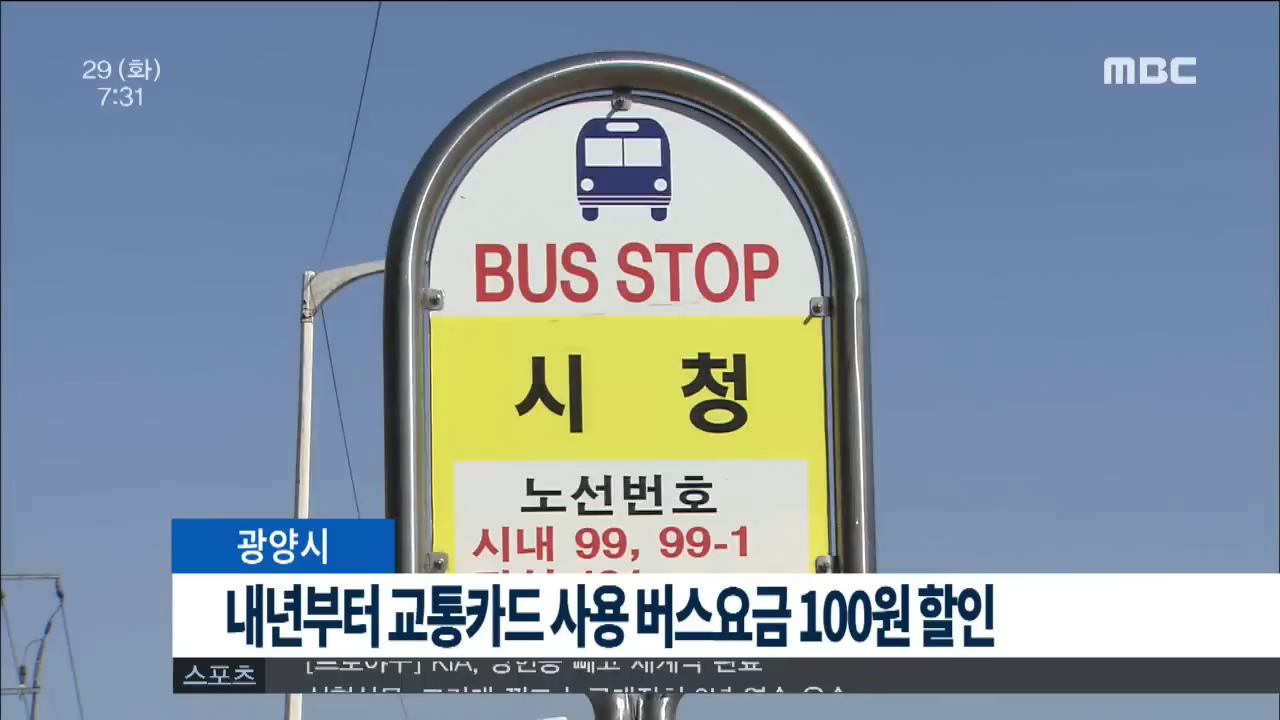 29 (화)
7:31
MBC
BUS STOP
시 청
노선번호
시내 99, 99-1
광양시
내년부터 교통카드 사용 버스요금 100원 할인
스포츠
KIA,